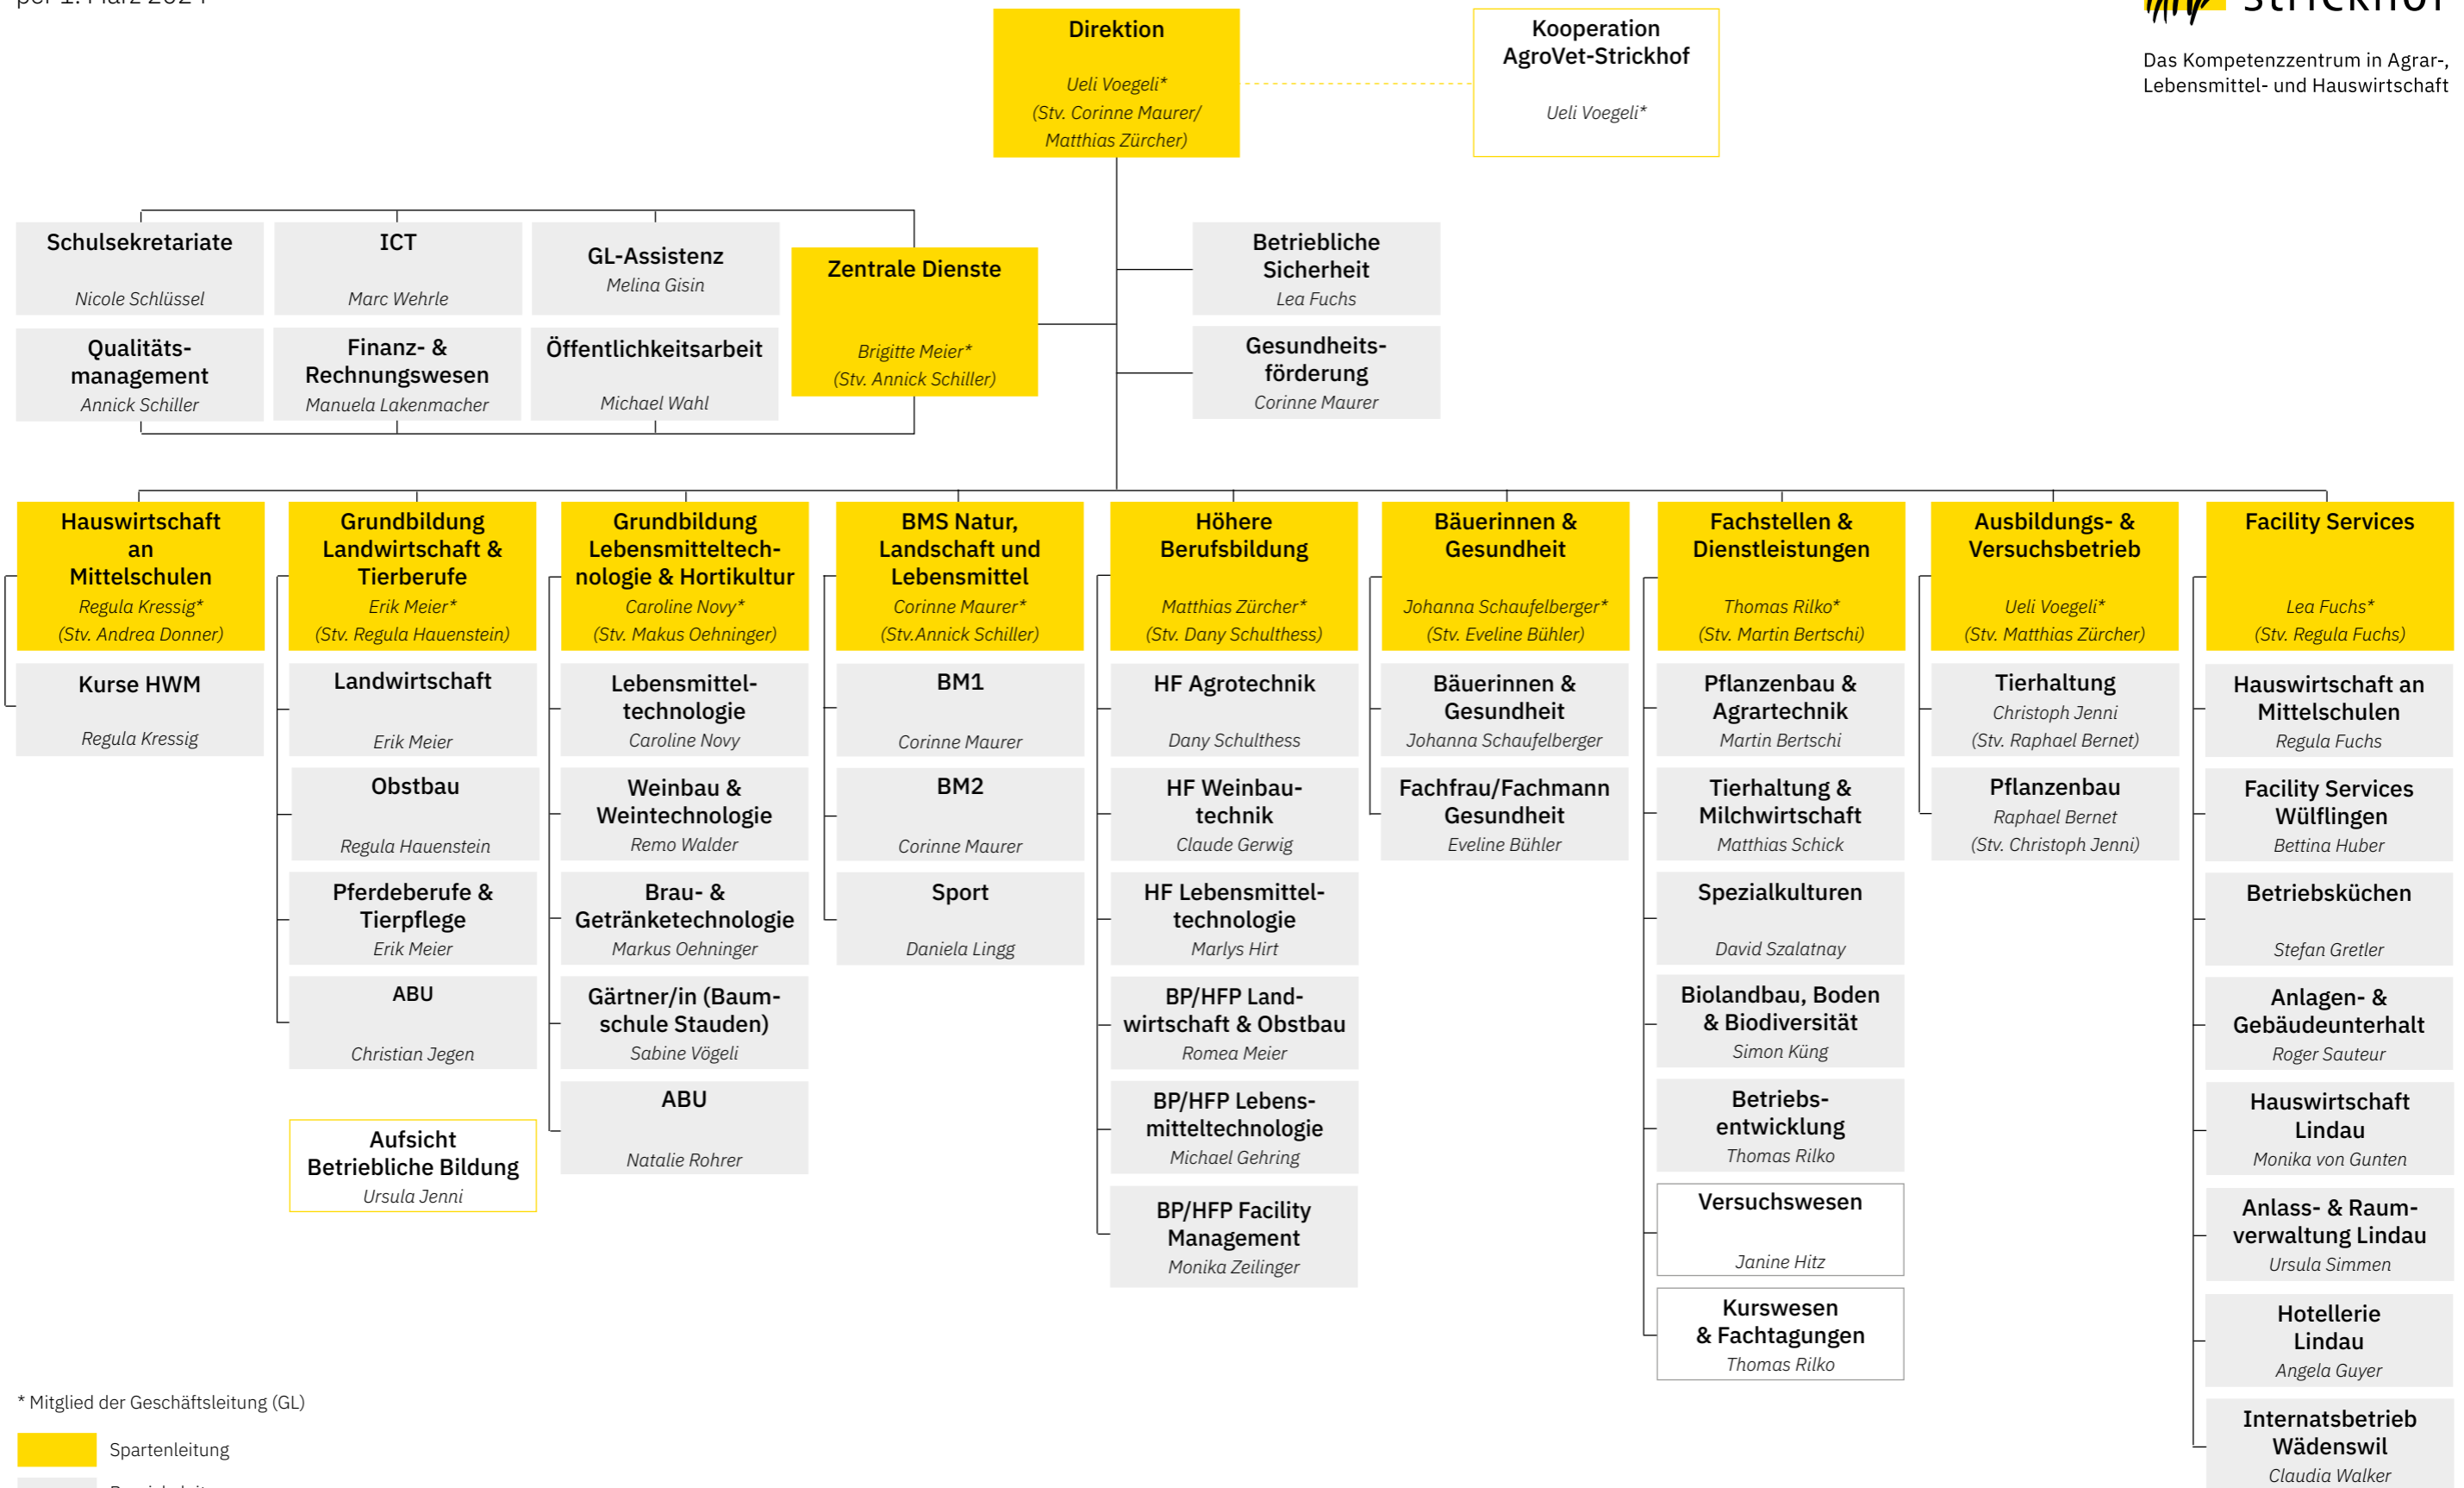 per 1. März 2024
Strickhof
Das Kompetenzzentrum in Agrar-,
Lebensmittel- und Hauswirtschaft
Direktion
Ueli Voegeli*
(Stv. Corinne Maurer/
Matthias Zürcher)
Kooperation
AgroVet-Strickhof
Ueli Voegeli*
Schulsekretariate
Nicole Schlüssel
ICT
Marc Wehrle
GL-Assistenz
Melina Gisin
Zentrale Dienste
Brigitte Meier*
(Stv. Annick Schiller)
Qualitäts-
management
Annick Schiller
Finanz- &
Rechnungswesen
Manuela Lakenmacher
Öffentlichkeitsarbeit
Michael Wahl
Betriebliche
Sicherheit
Lea Fuchs
Gesundheits-
förderung
Corinne Maurer
Hauswirtschaft
an
Mittelschulen
Regula Kressig*
(Stv. Andrea Donner)
Kurse HWM
Regula Kressig
Grundbildung
Landwirtschaft &
Tierberufe
Erik Meier*
(Stv. Regula Hauenstein)
Landwirtschaft
Erik Meier
Obstbau
Regula Hauenstein
Pferdeberufe &
Tierpflege
Erik Meier
ABU
Christian Jegen
Aufsicht
Betriebliche Bildung
Ursula Jenni
Grundbildung
Lebensmitteltech-
nologie & Hortikultur
Caroline Novy*
(Stv. Makus Oehninger)
Lebensmittel-
technologie
Caroline Novy
Weinbau &
Weintechnologie
Remo Walder
Brau- &
Getränketechnologie
Markus Oehninger
Gärtner/in (Baum-
schule Stauden)
Sabine Vögeli
ABU
Natalie Rohrer
BMS Natur,
Landschaft und
Lebensmittel
Corinne Maurer*
(Stv.Annick Schiller)
BM1
Corinne Maurer
BM2
Corinne Maurer
Sport
Daniela Lingg
Höhere
Berufsbildung
Matthias Zürcher*
(Stv. Dany Schulthess)
HF Agrotechnik
Dany Schulthess
HF Weinbau-
technik
Claude Gerwig
HF Lebensmittel-
technologie
Marlys Hirt
BP/HFP Land-
wirtschaft & Obstbau
Romea Meier
BP/HFP Lebens-
mitteltechnologie
Michael Gehring
BP/HFP Facility
Management
Monika Zeilinger
Bäuerinnen &
Gesundheit
Johanna Schaufelberger*
(Stv. Eveline Bühler)
Bäuerinnen &
Gesundheit
Johanna Schaufelberger
Fachfrau/Fachmann
Gesundheit
Eveline Bühler
Fachstellen &
Dienstleistungen
Thomas Rilko*
(Stv. Martin Bertschi)
Pflanzenbau &
Agrartechnik
Martin Bertschi
Tierhaltung &
Milchwirtschaft
Matthias Schick
Spezialkulturen
David Szalatnay
Biolandbau, Boden
& Biodiversität
Simon Küng
Betriebs-
entwicklung
Thomas Rilko
Versuchswesen
Janine Hitz
Kurswesen
& Fachtagungen
Thomas Rilko
Ausbildungs- &
Versuchsbetrieb
Ueli Voegeli*
(Stv. Matthias Zürcher)
Tierhaltung
Christoph Jenni
(Stv. Raphael Bernet)
Pflanzenbau
Raphael Bernet
(Stv. Christoph Jenni)
Facility Services
Lea Fuchs*
(Stv. Regula Fuchs)
Hauswirtschaft an
Mittelschulen
Regula Fuchs
Facility Services
Wülflingen
Bettina Huber
Betriebsküchen
Stefan Gretler
Anlagen- &
Gebäudeunterhalt
Roger Sauteur
Hauswirtschaft
Lindau
Monika von Gunten
Anlass- & Raum-
verwaltung Lindau
Ursula Simmen
Hotellerie
Lindau
Angela Guyer
Internatsbetrieb
Wädenswil
Claudia Walker
* Mitglied der Geschäftsleitung (GL)
Spartenleitung